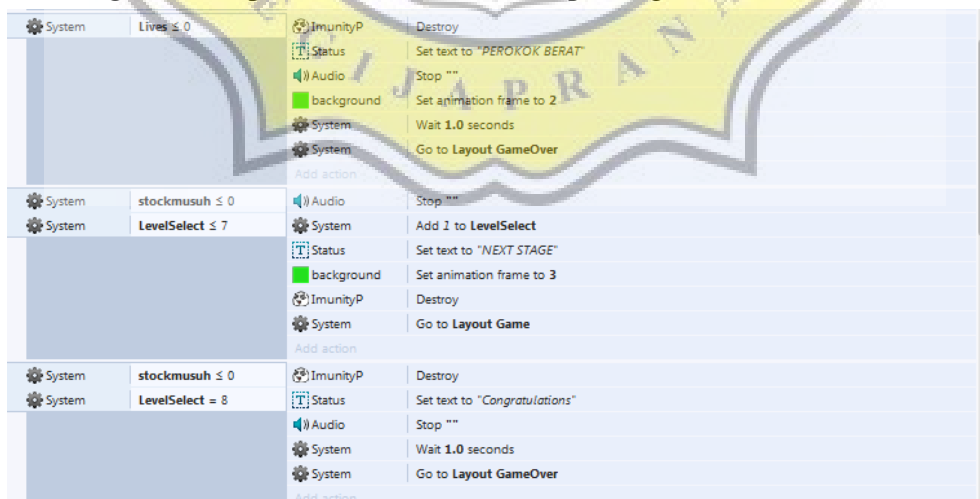 System Lives ≤ 0 ImunityP Destroy
T Status Set text to "PEROKOK BERAT"
Audio Stop ""
background Set animation frame to 2
System Wait 1.0 seconds
System Go to Layout GameOver
Add action
System stockmusuh ≤ 0 Audio Stop ""
System LevelSelect ≤ 7 System Add 1 to LevelSelect
T Status Set text to "NEXT STAGE"
background Set animation frame to 3
ImunityP Destroy
System Go to Layout Game
Add action
System stockmusuh ≤ 0 ImunityP Destroy
System LevelSelect = 8 T Status Set text to "Congratulations"
Audio Stop ""
System Wait 1.0 seconds
System Go to Layout GameOver
Add action
IJAPRAN